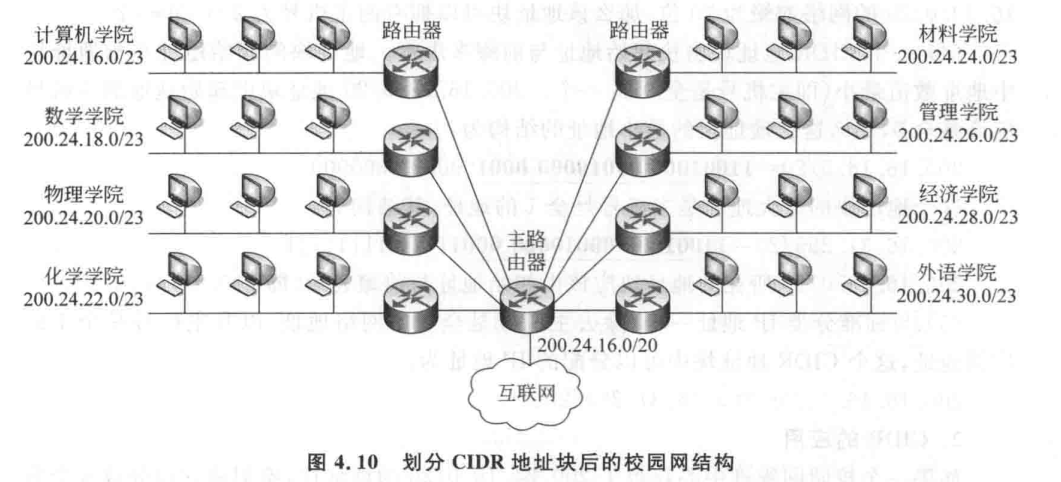 计算机学院
200.24.16.0/23
数学学院
200.24.18.0/23
物理学院
200.24.20.0/23
化学学院
200.24.22.0/23
路由器
路由器
材料学院
200.24.24.0/23
管理学院
200.24.26.0/23
经济学院
200.24.28.0/23
外语学院
200.24.30.0/23
主路
由器
200.24.16.0/20
互联网
图 4.10 划分 CIDR 地址块后的校园网结构